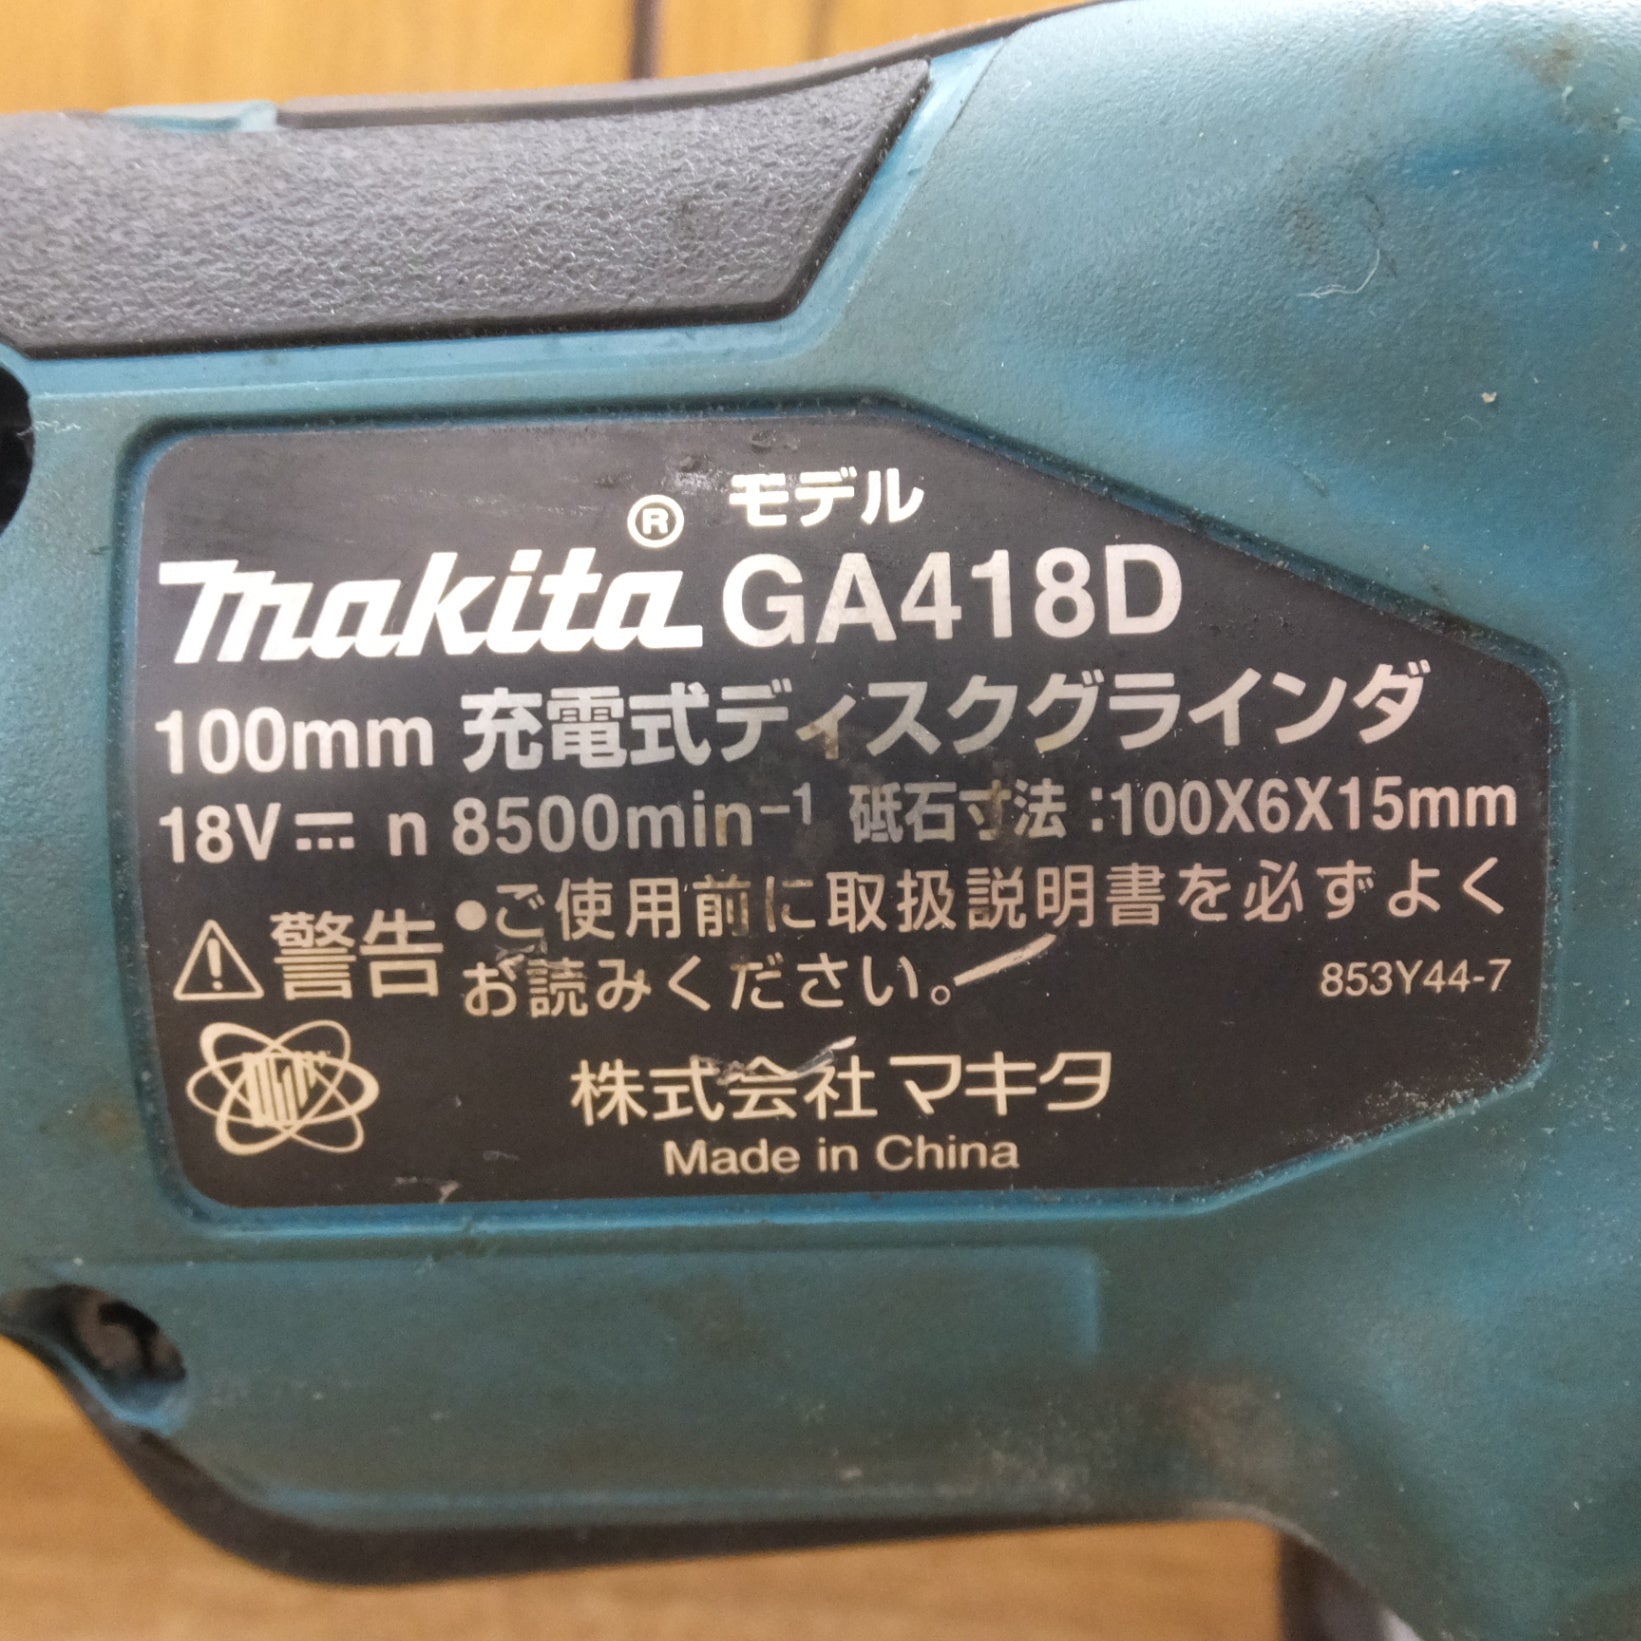 モデル
makita® GA418D
100mm 充電式ディスクグラインダ
18V⎓ n 8500min⁻¹ 砥石寸法:100X6X15mm
⚠警告 ●ご使用前に取扱説明書を必ずよく
お読みください。
853Y44-7
株式会社マキタ
Made in China